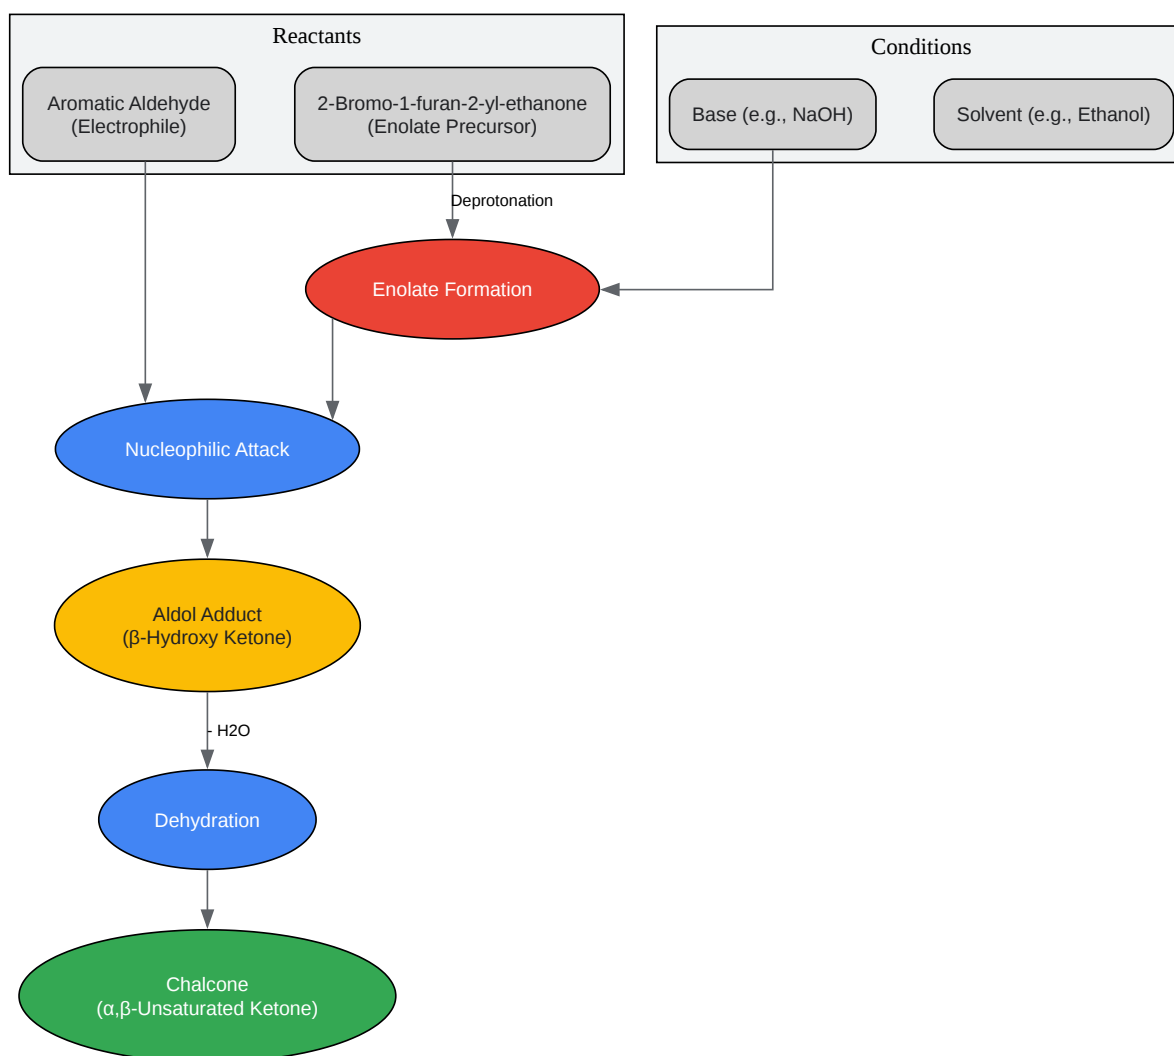 Reactants
Conditions
Aromatic Aldehyde
(Electrophile)
2-Bromo-1-furan-2-yl-ethanone
(Enolate Precursor)
Base (e.g., NaOH)
Solvent (e.g., Ethanol)
Deprotonation
Enolate Formation
Nucleophilic Attack
Aldol Adduct
(β-Hydroxy Ketone)
- H2O
Dehydration
Chalcone
(α,β-Unsaturated Ketone)